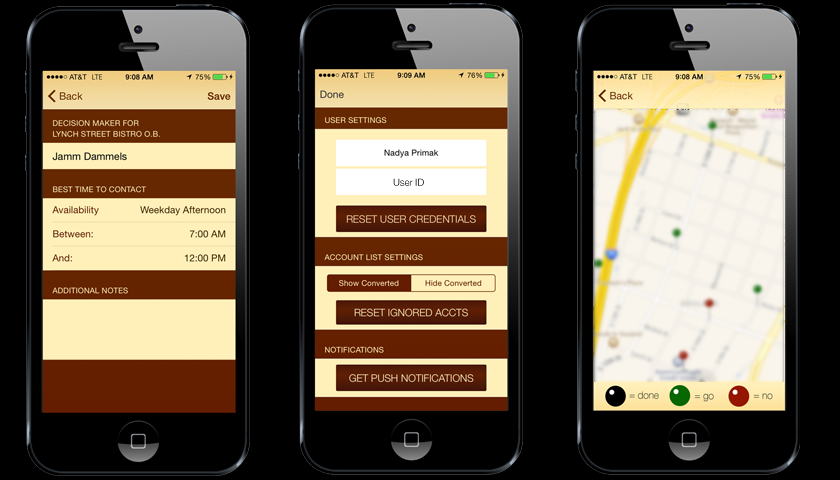 AT&T LTE 9:08 AM 75%
Back Save
DECISION MAKER FOR
LYNCH STREET BISTRO O.B.
Jamm Dammels
BEST TIME TO CONTACT
Availability Weekday Afternoon
Between: 7:00 AM
And: 12:00 PM
ADDITIONAL NOTES
AT&T LTE 9:09 AM 76%
Done
USER SETTINGS
Nadya Primak
User ID
RESET USER CREDENTIALS
ACCOUNT LIST SETTINGS
Show Converted Hide Converted
RESET IGNORED ACCTS
NOTIFICATIONS
GET PUSH NOTIFICATIONS
AT&T LTE 9:08 AM 75%
Back
= done = go = no